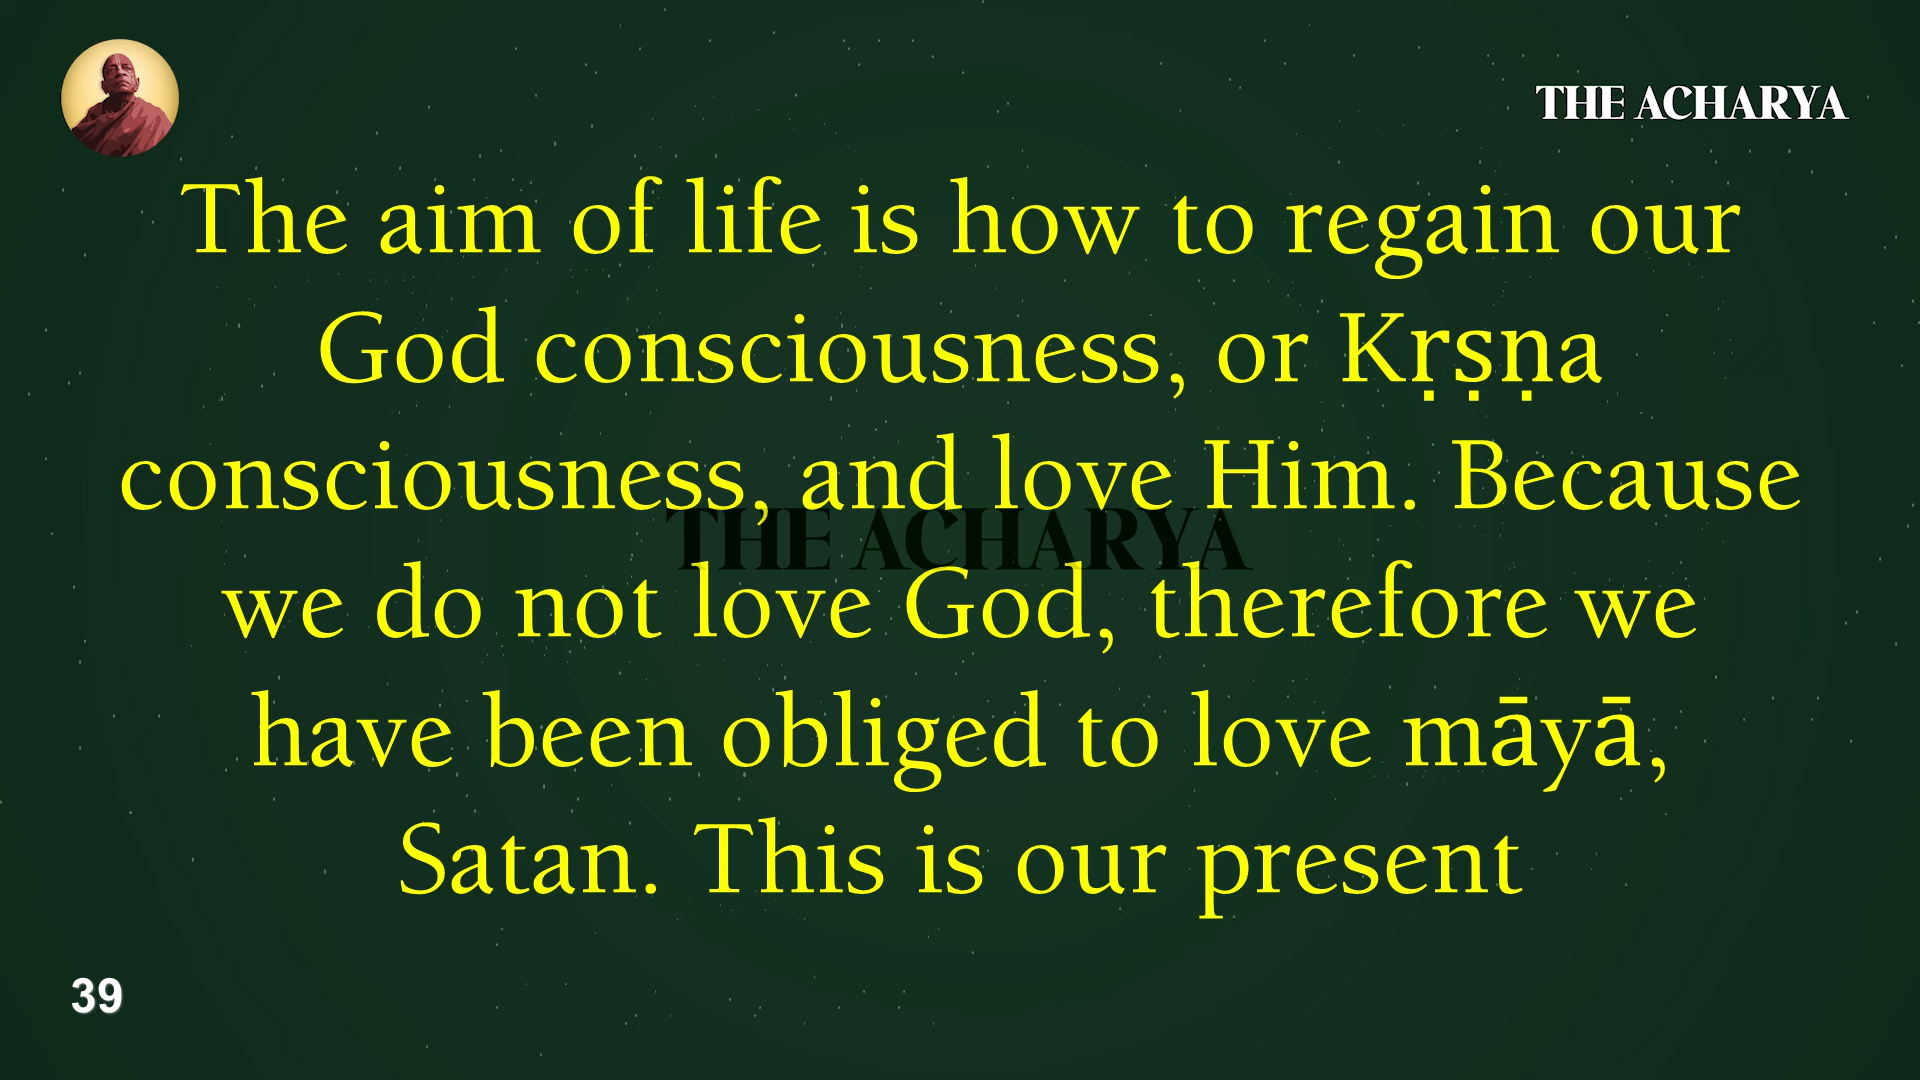 THE ACHARYA
The aim of life is how to regain our
God consciousness, or Kṛṣṇa
consciousness, and love Him. Because
THE ACHARYA
we do not love God, therefore we
have been obliged to love māyā,
Satan. This is our present
39